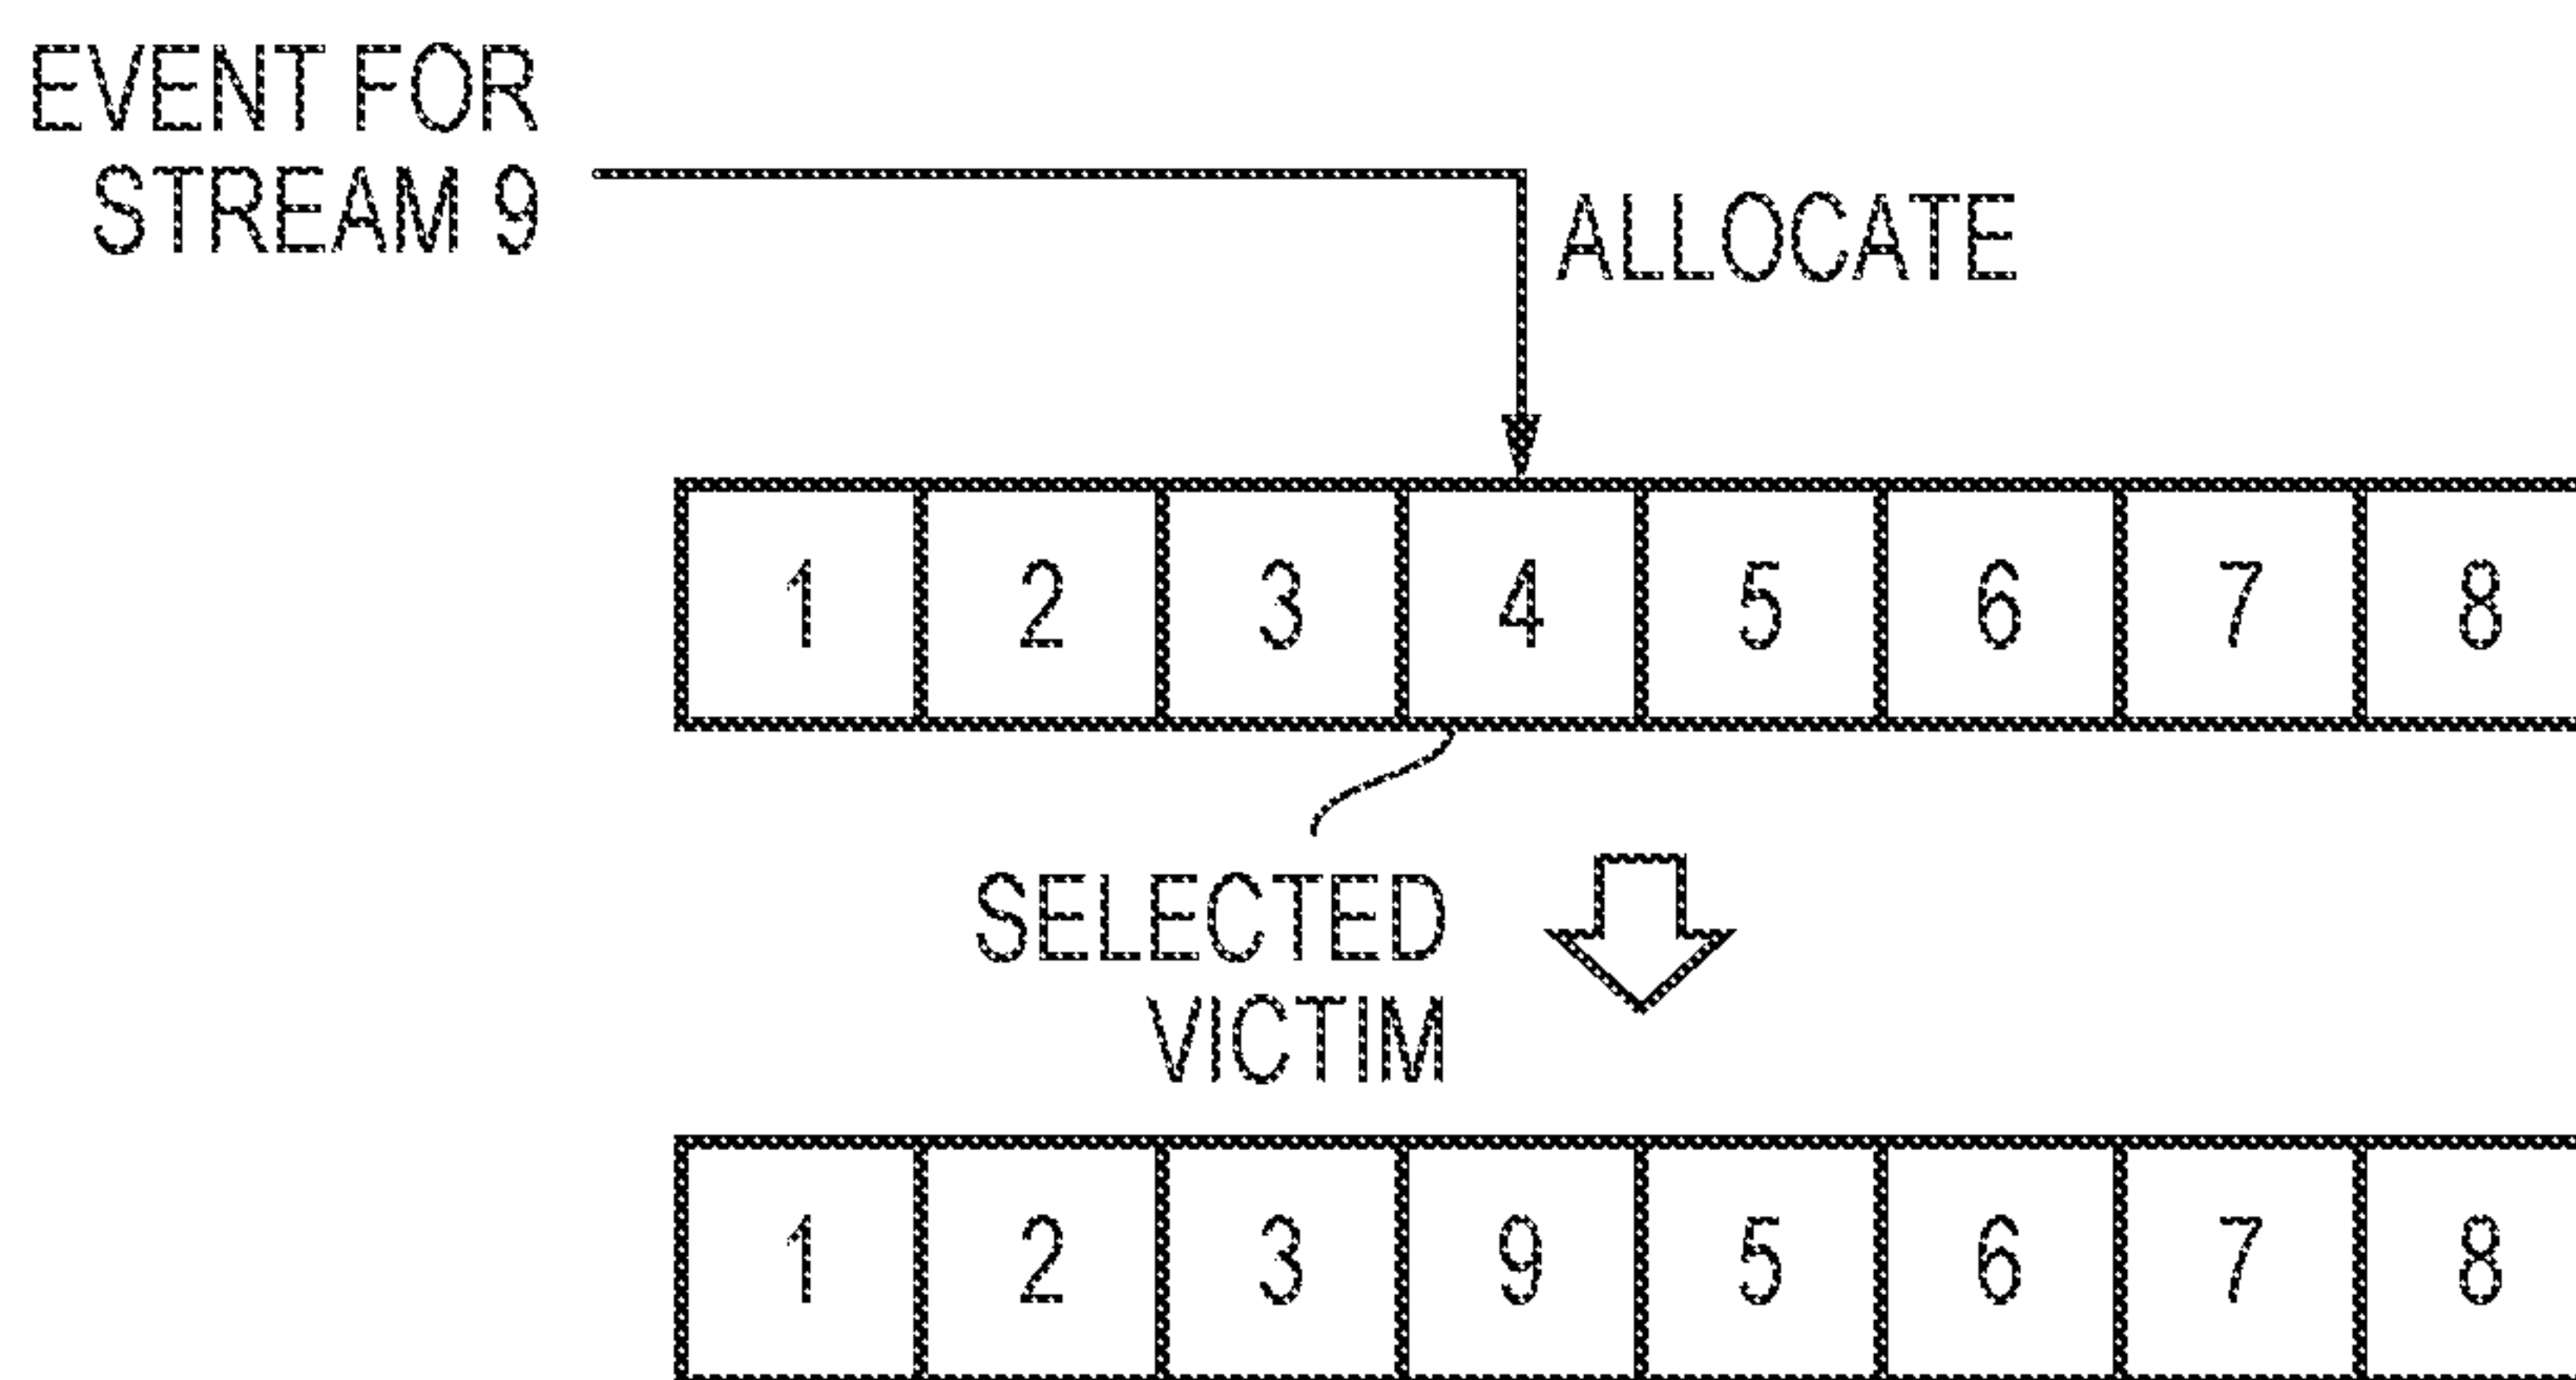 EVENT FOR
STREAM 9
ALLOCATE
1 2 3 4 5 6 7 8
SELECTED
VICTIM
1 2 3 9 5 6 7 8